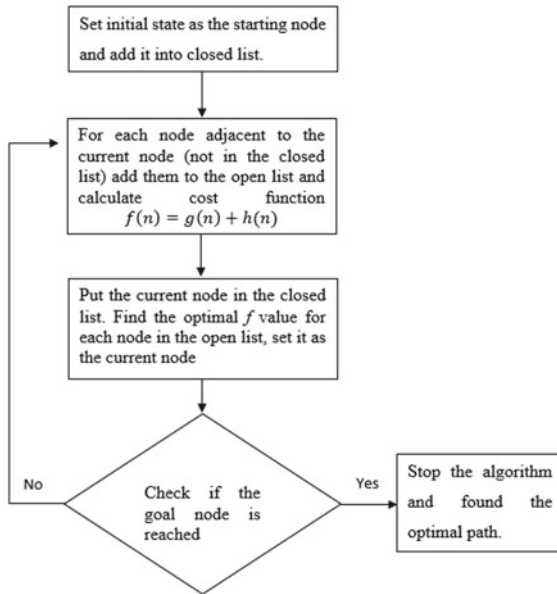 Set initial state as the starting node
and add it into closed list.
For each node adjacent to the
current node (not in the closed
list) add them to the open list and
calculate cost function
f(n) = g(n) + h(n)
Put the current node in the closed
list. Find the optimal f value for
each node in the open list, set it as
the current node
No
Check if the
goal node is
reached
Yes
Stop the algorithm
and found the
optimal path.